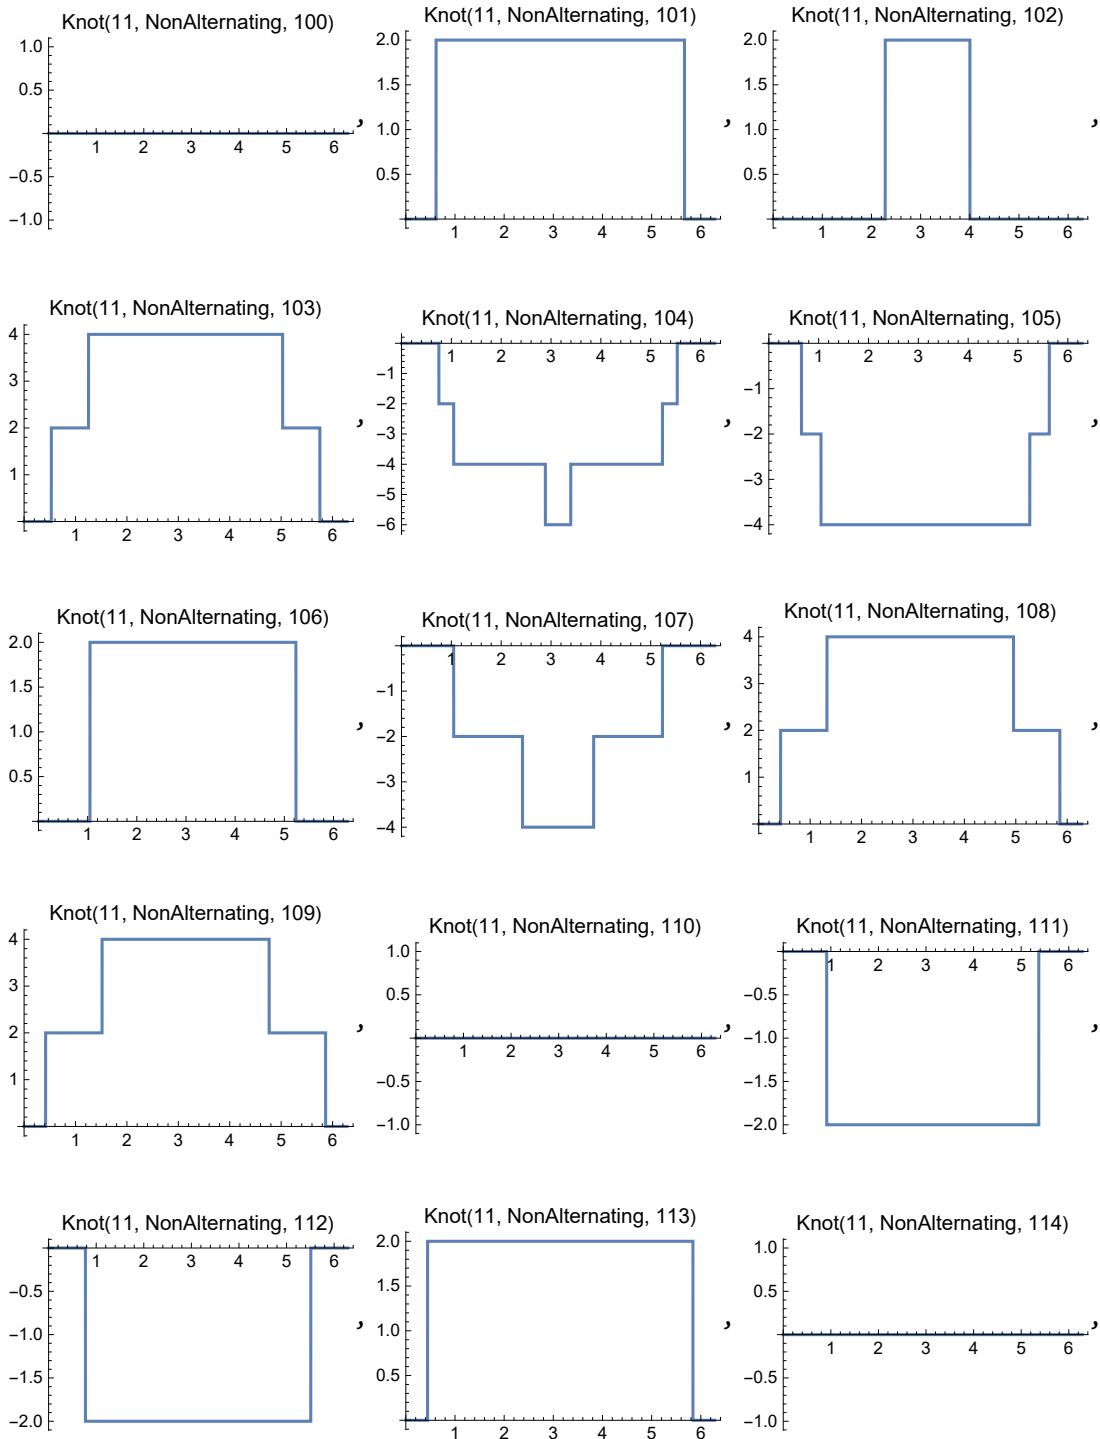 Knot(11, NonAlternating, 100)
1.0
0.5
1 2 3 4 5 6
-0.5
-1.0
,
Knot(11, NonAlternating, 101)
2.0
1.5
1.0
0.5
1 2 3 4 5 6
,
Knot(11, NonAlternating, 102)
2.0
1.5
1.0
0.5
1 2 3 4 5 6
,
Knot(11, NonAlternating, 103)
4
3
2
1
1 2 3 4 5 6
,
Knot(11, NonAlternating, 104)
1 2 3 4 5 6
-1
-2
-3
-4
-5
-6
,
Knot(11, NonAlternating, 105)
1 2 3 4 5 6
-1
-2
-3
-4
,
Knot(11, NonAlternating, 106)
2.0
1.5
1.0
0.5
1 2 3 4 5 6
,
Knot(11, NonAlternating, 107)
1 2 3 4 5 6
-1
-2
-3
-4
,
Knot(11, NonAlternating, 108)
4
3
2
1
1 2 3 4 5 6
,
Knot(11, NonAlternating, 109)
4
3
2
1
1 2 3 4 5 6
,
Knot(11, NonAlternating, 110)
1.0
0.5
1 2 3 4 5 6
-0.5
-1.0
,
Knot(11, NonAlternating, 111)
1 2 3 4 5 6
-0.5
-1.0
-1.5
-2.0
,
Knot(11, NonAlternating, 112)
1 2 3 4 5 6
-0.5
-1.0
-1.5
-2.0
,
Knot(11, NonAlternating, 113)
2.0
1.5
1.0
0.5
1 2 3 4 5 6
,
Knot(11, NonAlternating, 114)
1.0
0.5
1 2 3 4 5 6
-0.5
-1.0
,